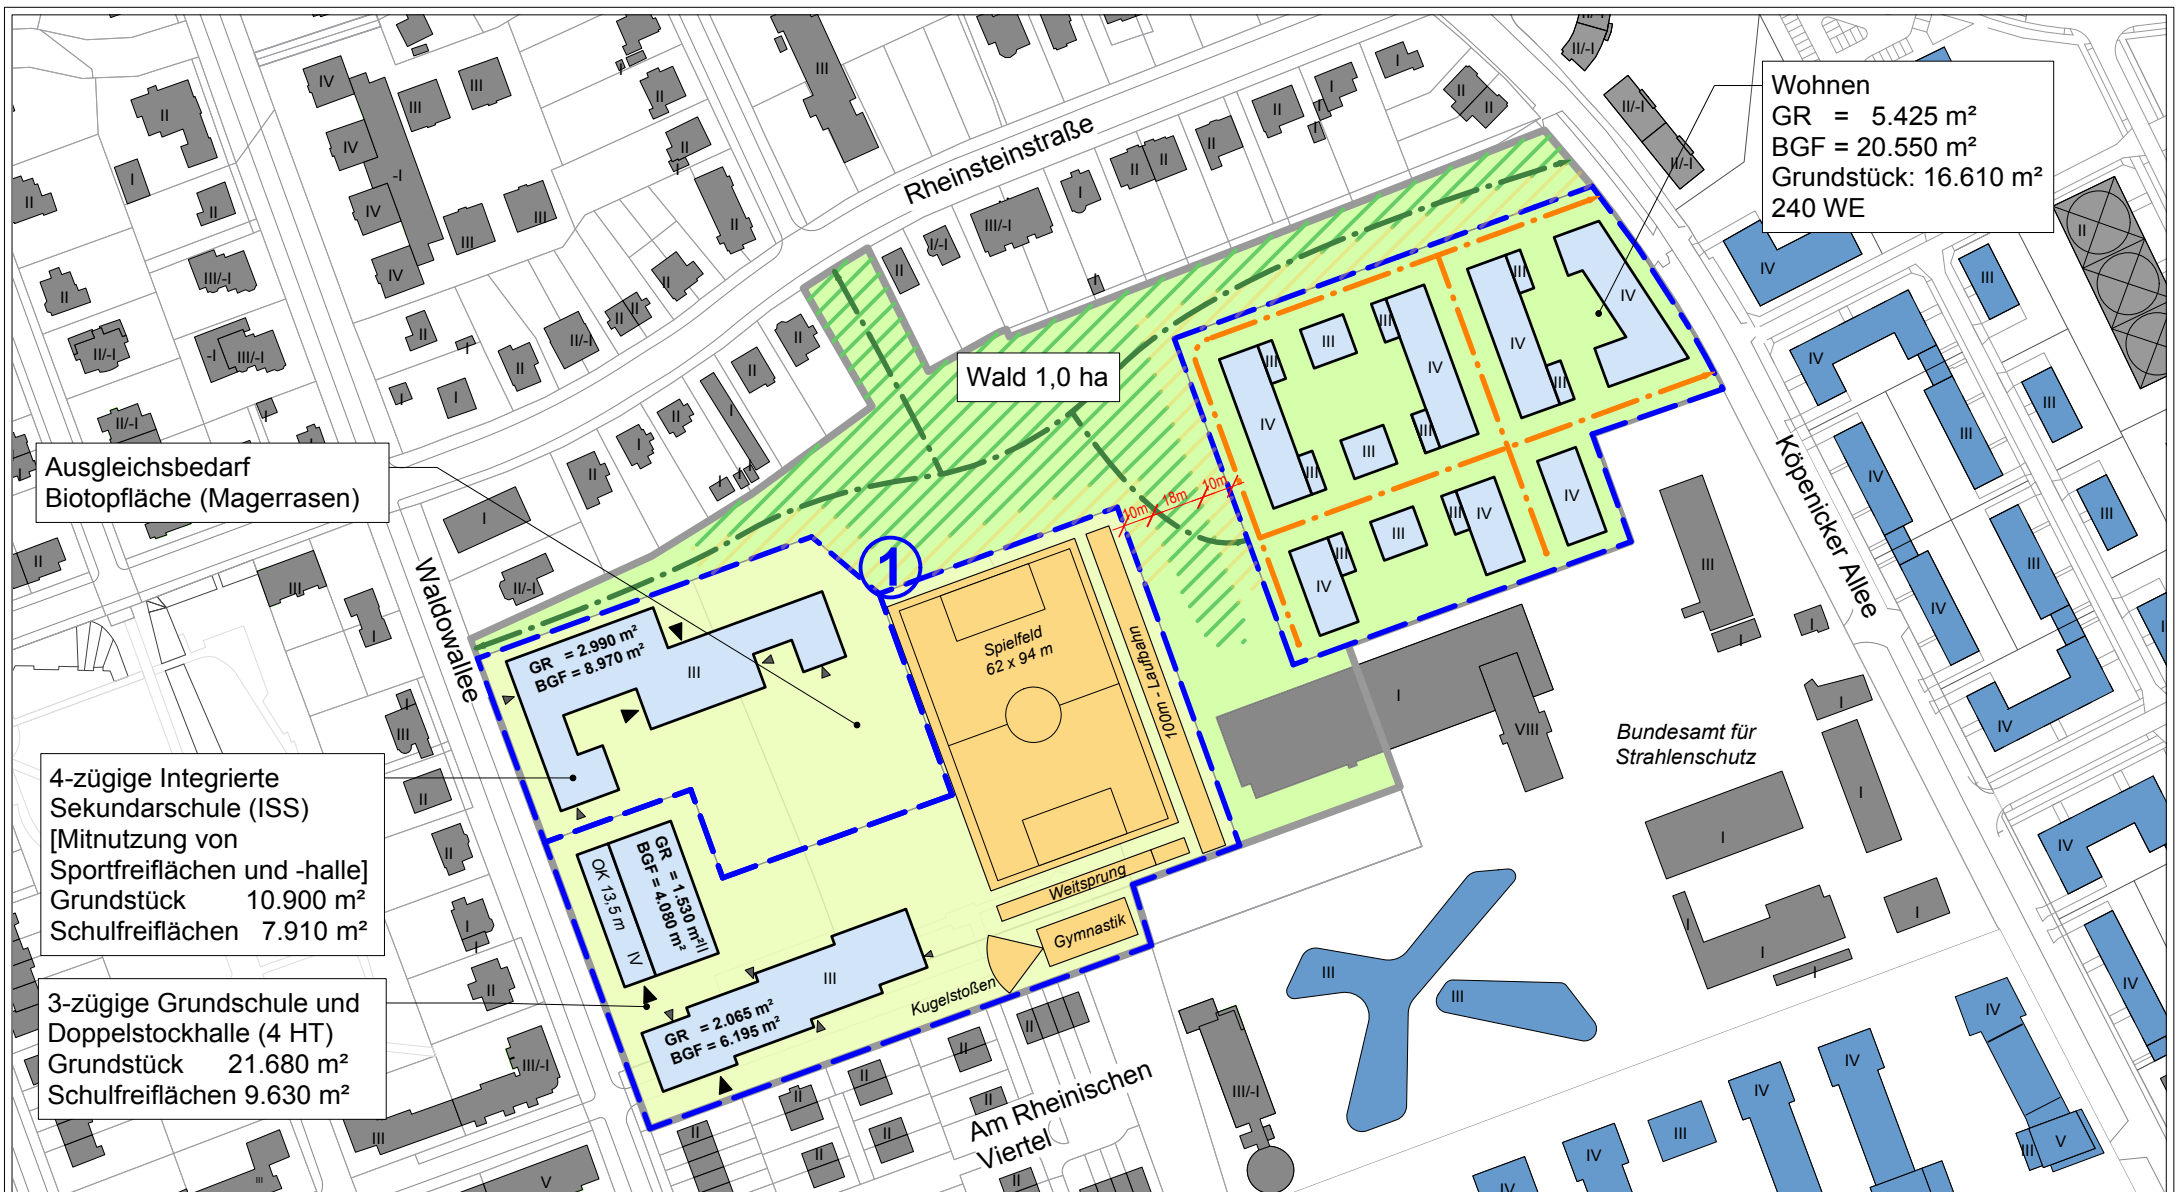 Wohnen
GR = 5.425 m²
BGF = 20.550 m²
Grundstück: 16.610 m²
240 WE
Rheinsteinstraße
Wald 1,0 ha
Ausgleichsbedarf
Biotopfläche (Magerrasen)
Waldowallee
Köpenicker Allee
10m
18m
10m
1
GR = 2.990 m²
BGF = 8.970 m²
III
Spielfeld
62 x 94 m
100m - Laufbahn
Bundesamt für
Strahlenschutz
VIII
4-zügige Integrierte
Sekundarschule (ISS)
[Mitnutzung von
Sportfreiflächen und -halle]
Grundstück 10.900 m²
Schulfreiflächen 7.910 m²
OK 13,5 m
IV
GR = 1.530 m²
BGF = 4.080 m²
Weitsprung
Gymnastik
Kugelstoßen
3-zügige Grundschule und
Doppelstockhalle (4 HT)
Grundstück 21.680 m²
Schulfreiflächen 9.630 m²
GR = 2.065 m²
BGF = 6.195 m²
III
Am Rheinischen
Viertel